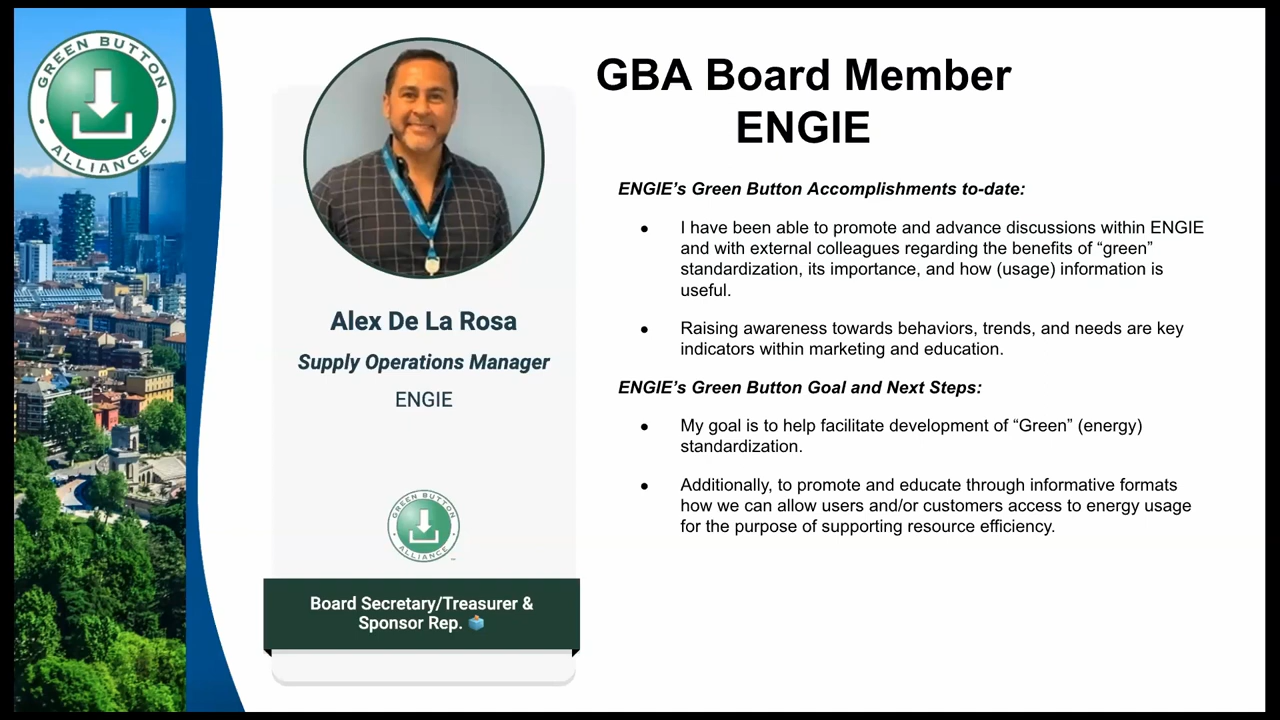 GREEN BUTTON
ALLIANCE
GBA Board Member
ENGIE
Alex De La Rosa
Supply Operations Manager
ENGIE
GREEN BUTTON
ALLIANCE
Board Secretary/Treasurer &
Sponsor Rep.
ENGIE’s Green Button Accomplishments to-date:
● I have been able to promote and advance discussions within ENGIE
and with external colleagues regarding the benefits of “green”
standardization, its importance, and how (usage) information is
useful.
● Raising awareness towards behaviors, trends, and needs are key
indicators within marketing and education.
ENGIE’s Green Button Goal and Next Steps:
● My goal is to help facilitate development of “Green” (energy)
standardization.
● Additionally, to promote and educate through informative formats
how we can allow users and/or customers access to energy usage
for the purpose of supporting resource efficiency.